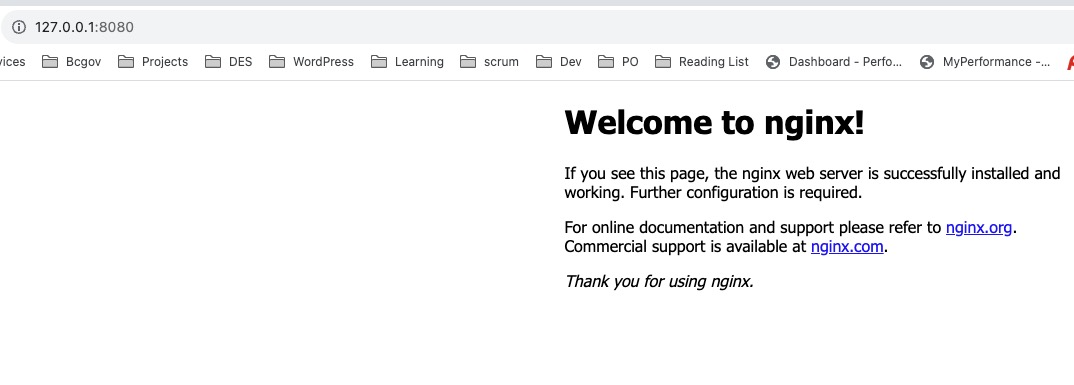 127.0.0.1:8080
vices Bcgov Projects DES WordPress Learning scrum Dev PO Reading List Dashboard - Perfo... MyPerformance -...
Welcome to nginx!
If you see this page, the nginx web server is successfully installed and
working. Further configuration is required.
For online documentation and support please refer to nginx.org.
Commercial support is available at nginx.com.
Thank you for using nginx.